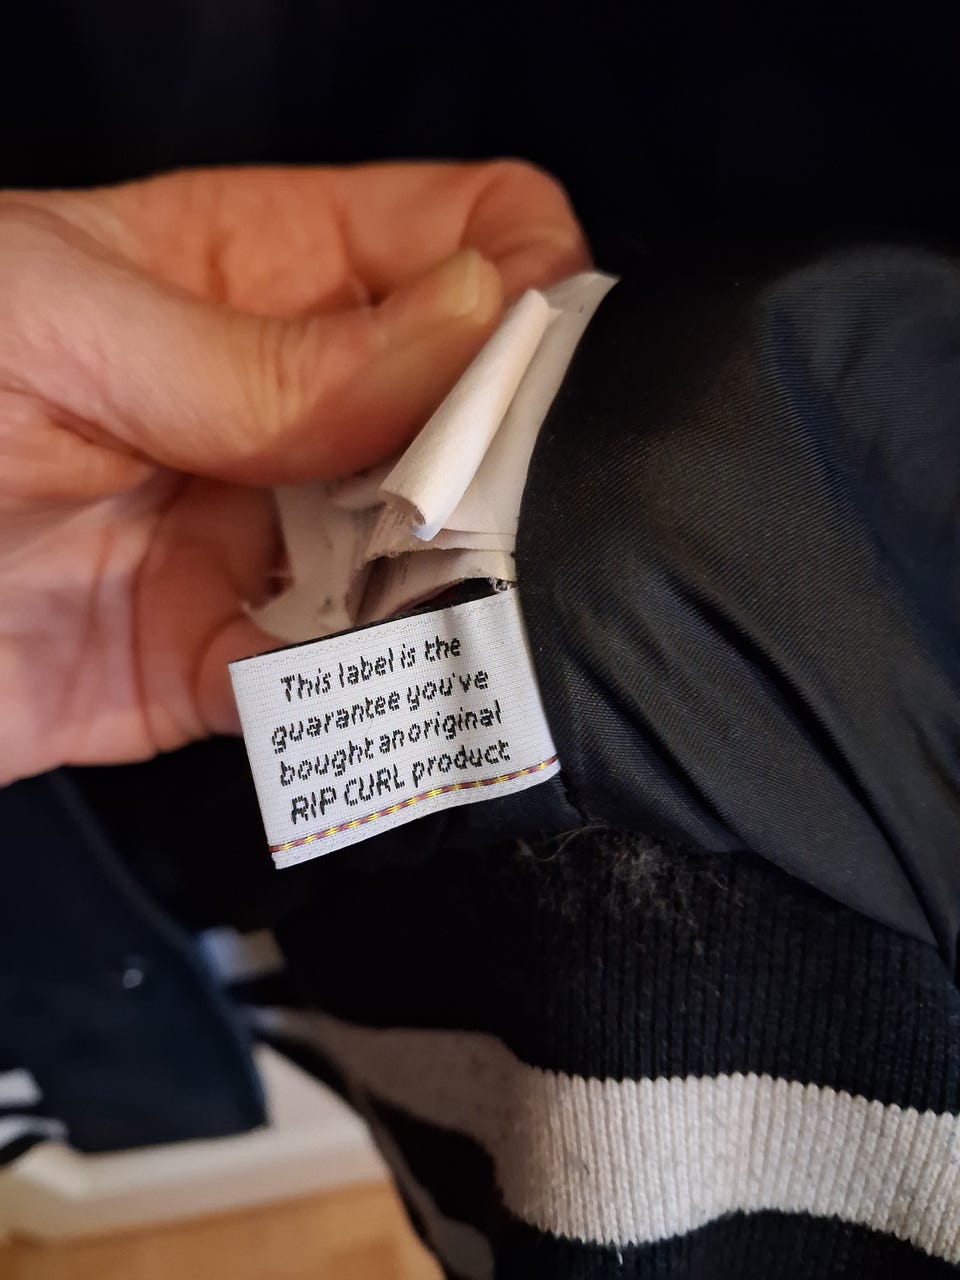 This label is the
guarantee you've
bought an original
RIP CURL product